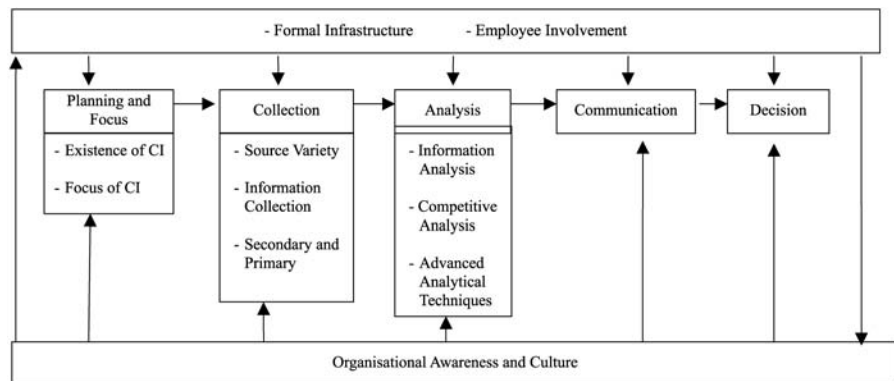 - Formal Infrastructure - Employee Involvement
Planning and
Focus
- Existence of CI
- Focus of CI
Collection
- Source Variety
- Information
Collection
- Secondary and
Primary
Analysis
- Information
Analysis
- Competitive
Analysis
- Advanced
Analytical
Techniques
Communication
Decision
Organisational Awareness and Culture